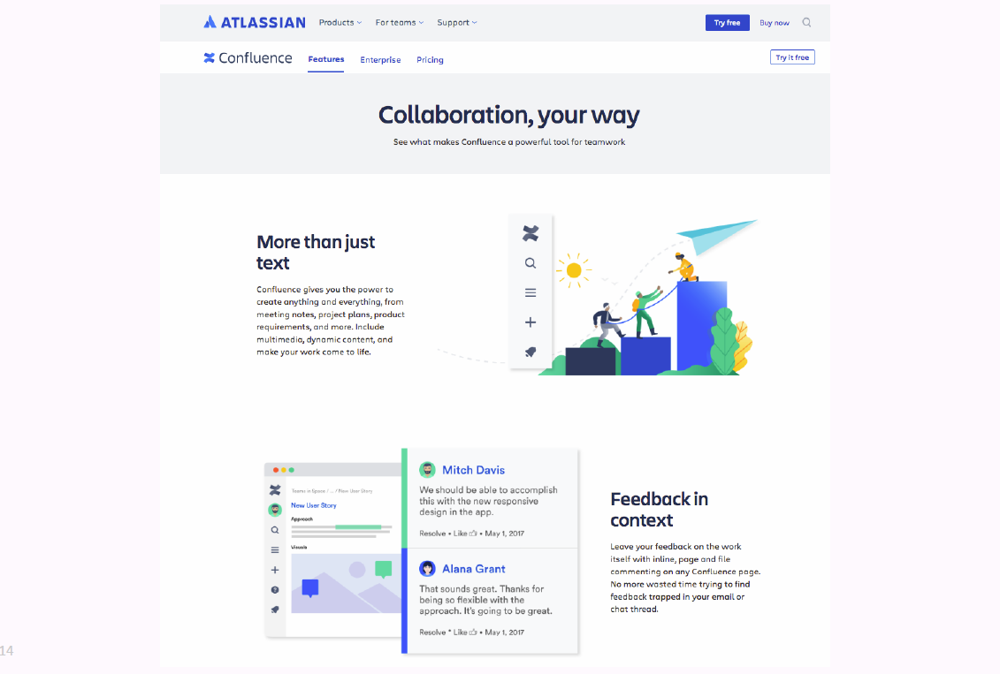 ATLASSIAN Products For teams Support Try free Buy now
Confluence Features Enterprise Pricing Try it free
Collaboration, your way
See what makes Confluence a powerful tool for teamwork
More than just
text
Confluence gives you the power to
create anything and everything, from
meeting notes, project plans, product
requirements, and more. Include
multimedia, dynamic content, and
make your work come to life.
Teams in Space / ... / New User Story
New User Story
Approach
Visuals
Mitch Davis
We should be able to accomplish
this with the new responsive
design in the app.
Resolve • Like • May 1, 2017
Alana Grant
That sounds great. Thanks for
being so flexible with the
approach. It's going to be great.
Resolve * Like • May 1, 2017
Feedback in
context
Leave your feedback on the work
itself with inline, page and file
commenting on any Confluence page.
No more wasted time trying to find
feedback trapped in your email or
chat thread.
14